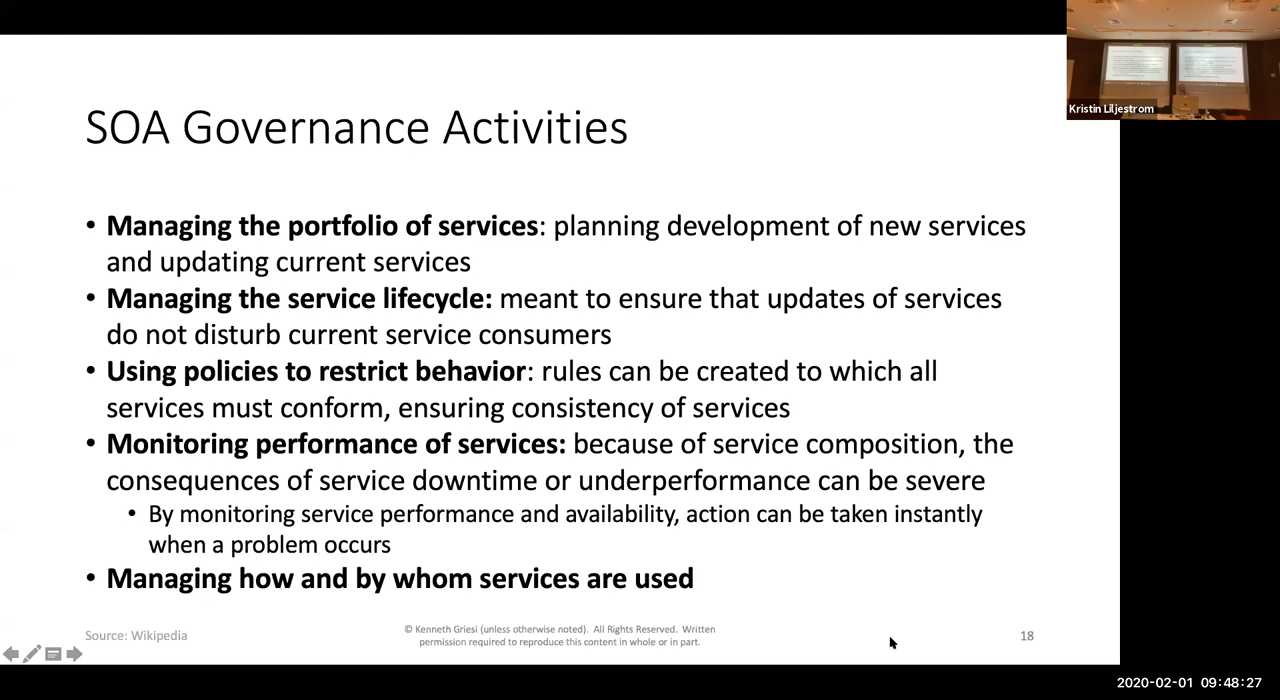 Kristin Liljestrom
SOA Governance Activities
• Managing the portfolio of services: planning development of new services
and updating current services
• Managing the service lifecycle: meant to ensure that updates of services
do not disturb current service consumers
• Using policies to restrict behavior: rules can be created to which all
services must conform, ensuring consistency of services
• Monitoring performance of services: because of service composition, the
consequences of service downtime or underperformance can be severe
• By monitoring service performance and availability, action can be taken instantly
when a problem occurs
• Managing how and by whom services are used
Source: Wikipedia
© Kenneth Griesi (unless otherwise noted). All Rights Reserved. Written
permission required to reproduce this content in whole or in part.
18
2020-02-01 09:48:27